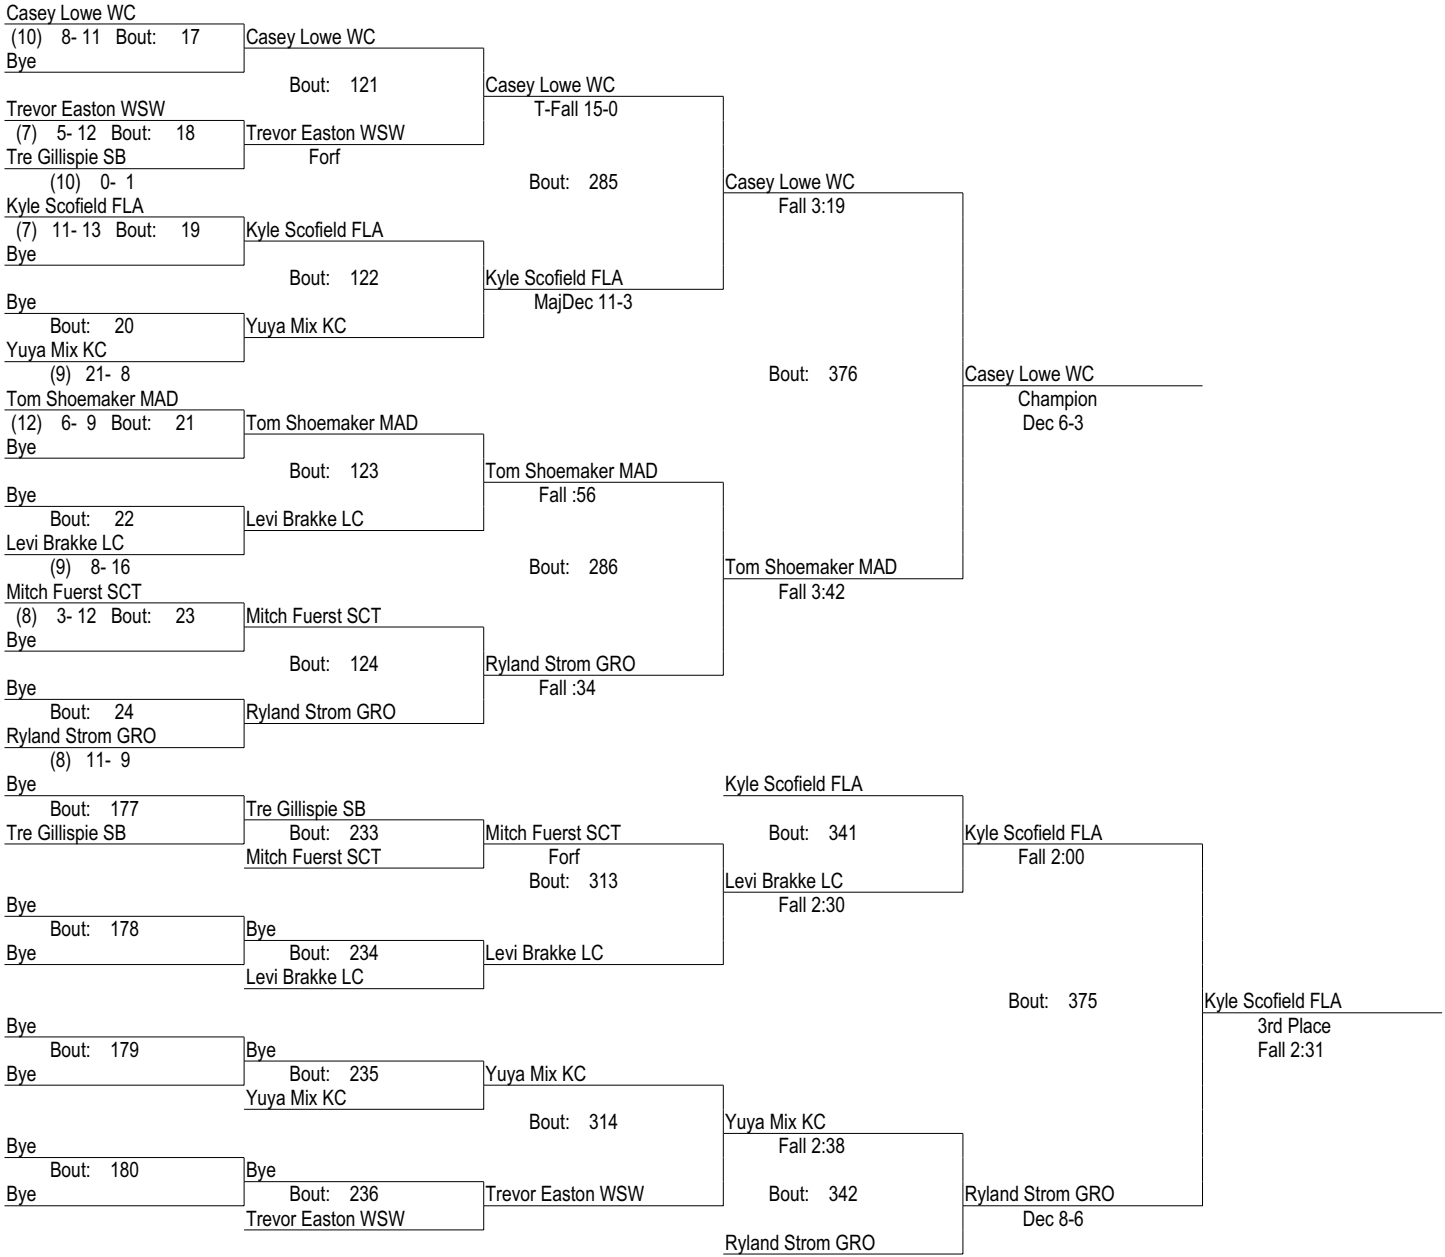 Casey Lowe WC
(10) 8- 11 Bout: 17 Casey Lowe WC
Bye
Bout: 121 Casey Lowe WC
Trevor Easton WSW T-Fall 15-0
(7) 5- 12 Bout: 18 Trevor Easton WSW
Tre Gillispie SB Forf
(10) 0- 1 Bout: 285 Casey Lowe WC
Kyle Scofield FLA Fall 3:19
(7) 11- 13 Bout: 19 Kyle Scofield FLA
Bye
Bout: 122 Kyle Scofield FLA
Bye MajDec 11-3
Bout: 20 Yuya Mix KC
Yuya Mix KC
(9) 21- 8 Bout: 376 Casey Lowe WC
Tom Shoemaker MAD Champion
(12) 6- 9 Bout: 21 Tom Shoemaker MAD Dec 6-3
Bye
Bout: 123 Tom Shoemaker MAD
Bye Fall :56
Bout: 22 Levi Brakke LC
Levi Brakke LC
(9) 8- 16 Bout: 286 Tom Shoemaker MAD
Mitch Fuerst SCT Fall 3:42
(8) 3- 12 Bout: 23 Mitch Fuerst SCT
Bye
Bout: 124 Ryland Strom GRO
Bye Fall :34
Bout: 24 Ryland Strom GRO
Ryland Strom GRO
(8) 11- 9
Bye Kyle Scofield FLA
Bout: 177 Tre Gillispie SB
Tre Gillispie SB Bout: 233 Mitch Fuerst SCT Bout: 341 Kyle Scofield FLA
Mitch Fuerst SCT Forf Fall 2:00
Bout: 313 Levi Brakke LC
Bye Fall 2:30
Bout: 178 Bye
Bye Bout: 234 Levi Brakke LC
Levi Brakke LC
Bout: 375 Kyle Scofield FLA
Bye 3rd Place
Bout: 179 Bye Fall 2:31
Bye Bout: 235 Yuya Mix KC
Yuya Mix KC
Bout: 314 Yuya Mix KC
Bye Fall 2:38
Bout: 180 Bye
Bye Bout: 236 Trevor Easton WSW Bout: 342 Ryland Strom GRO
Trevor Easton WSW Dec 8-6
Ryland Strom GRO